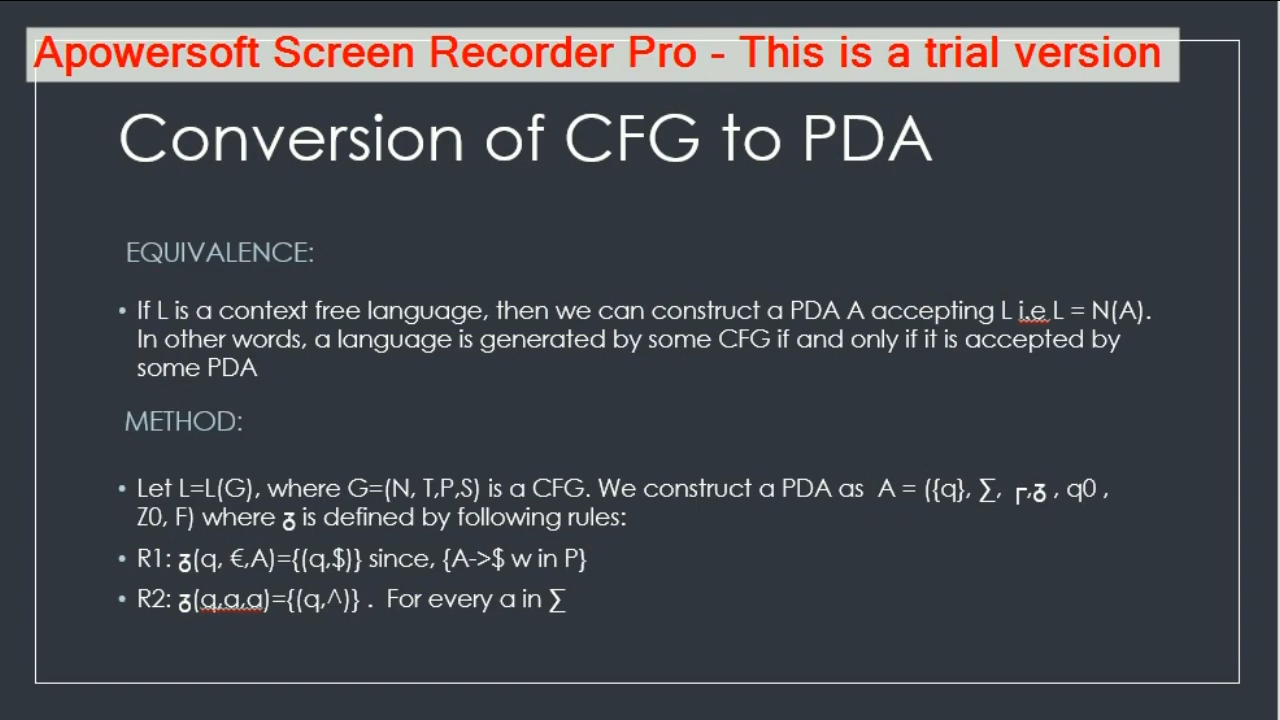 Apowersoft Screen Recorder Pro - This is a trial version
Conversion of CFG to PDA
EQUIVALENCE:
• If L is a context free language, then we can construct a PDA A accepting L i.e L = N(A).
In other words, a language is generated by some CFG if and only if it is accepted by
some PDA
METHOD:
• Let L=L(G), where G=(N, T,P,S) is a CFG. We construct a PDA as A = ({q}, ∑, ┌,ᵹ , q0 ,
Z0, F) where ᵹ is defined by following rules:
• R1: ᵹ(q, €,A)={(q,$)} since, {A->$ w in P}
• R2: ᵹ(q,a,a)={(q,^)} . For every a in ∑